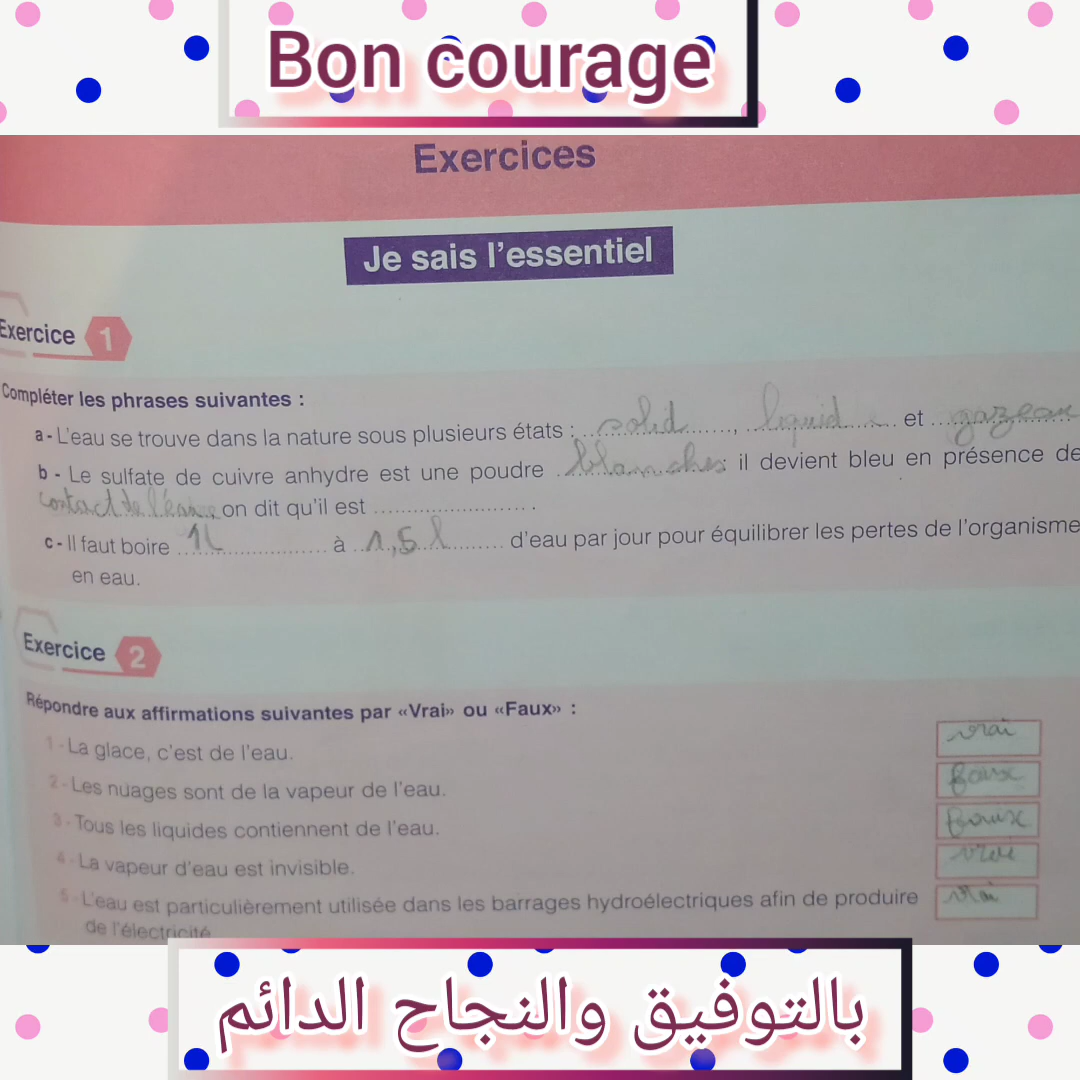 Bon courage
Exercices
Je sais l'essentiel
Exercice 1
Compléter les phrases suivantes :
a - L'eau se trouve dans la nature sous plusieurs états : solid, liquid et gazeau
b - Le sulfate de cuivre anhydre est une poudre blanches : il devient bleu en présence de
contact de l'eau, on dit qu'il est .......................... .
c - Il faut boire 1L à 1,5 l d'eau par jour pour équilibrer les pertes de l'organisme
en eau.
Exercice 2
Répondre aux affirmations suivantes par «Vrai» ou «Faux» :
1 - La glace, c'est de l'eau. vrai
2 - Les nuages sont de la vapeur de l'eau. faux
3 - Tous les liquides contiennent de l'eau. faux
4 - La vapeur d'eau est invisible. vrai
5 - L'eau est particulièrement utilisée dans les barrages hydroélectriques afin de produire vrai
de l'électricité
بالتوفيق والنجاح الدائم